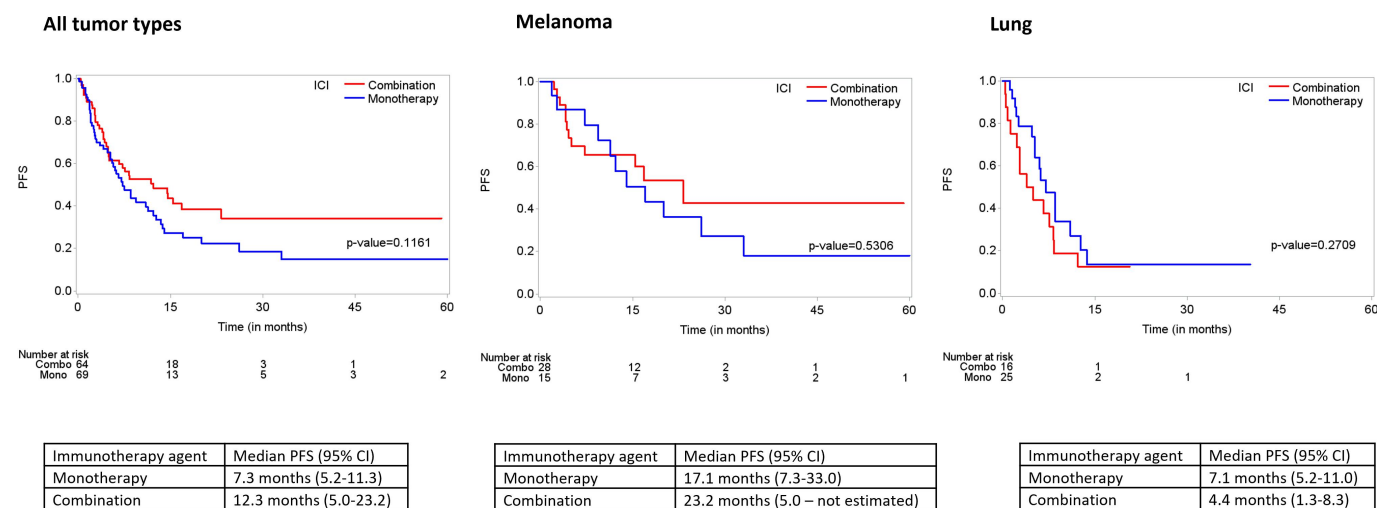 All tumor types
ICI Combination
Monotherapy
1.0
0.8
0.6
0.4
0.2
0.0
PFS
p-value=0.1161
0 15 30 45 60
Time (in months)
Number at risk
Combo 64 18 3 1
Mono 69 13 5 3 2
Immunotherapy agent Median PFS (95% CI)
Monotherapy 7.3 months (5.2-11.3)
Combination 12.3 months (5.0-23.2)
Melanoma
ICI Combination
Monotherapy
1.0
0.8
0.6
0.4
0.2
0.0
PFS
p-value=0.5306
0 15 30 45 60
Time (in months)
Number at risk
Combo 28 12 2 1
Mono 15 7 3 2 1
Immunotherapy agent Median PFS (95% CI)
Monotherapy 17.1 months (7.3-33.0)
Combination 23.2 months (5.0 – not estimated)
Lung
ICI Combination
Monotherapy
1.0
0.8
0.6
0.4
0.2
0.0
PFS
p-value=0.2709
0 15 30 45 60
Time (in months)
Number at risk
Combo 16 1
Mono 25 2 1
Immunotherapy agent Median PFS (95% CI)
Monotherapy 7.1 months (5.2-11.0)
Combination 4.4 months (1.3-8.3)